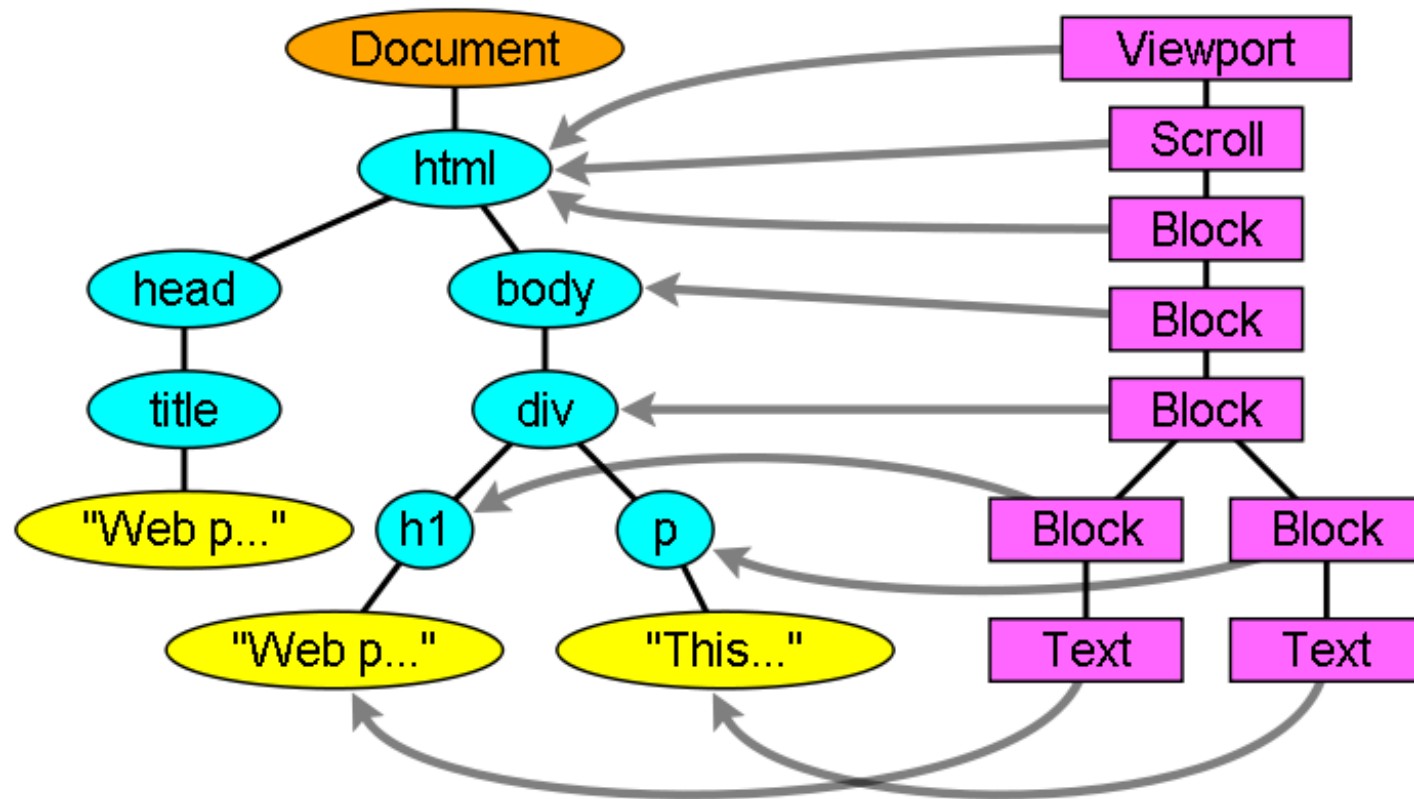 Document
Viewport
html
Scroll
Block
head
body
Block
title
div
Block
"Web p..."
h1
p
Block
Block
"Web p..."
"This..."
Text
Text